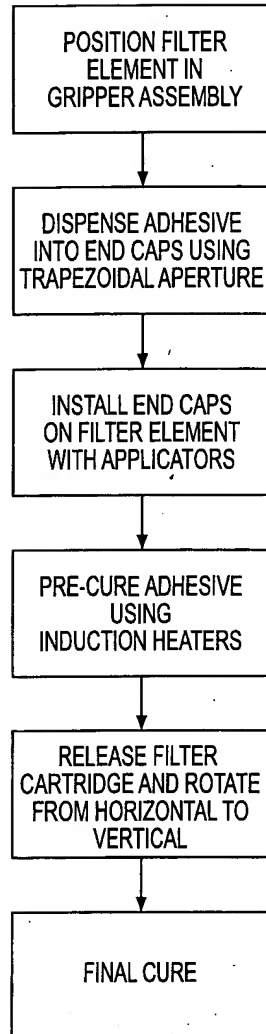 POSITION FILTER
ELEMENT IN
GRIPPER ASSEMBLY
DISPENSE ADHESIVE
INTO END CAPS USING
TRAPEZOIDAL APERTURE
INSTALL END CAPS
ON FILTER ELEMENT
WITH APPLICATORS
PRE-CURE ADHESIVE
USING
INDUCTION HEATERS
RELEASE FILTER
CARTRIDGE AND ROTATE
FROM HORIZONTAL TO
VERTICAL
FINAL CURE